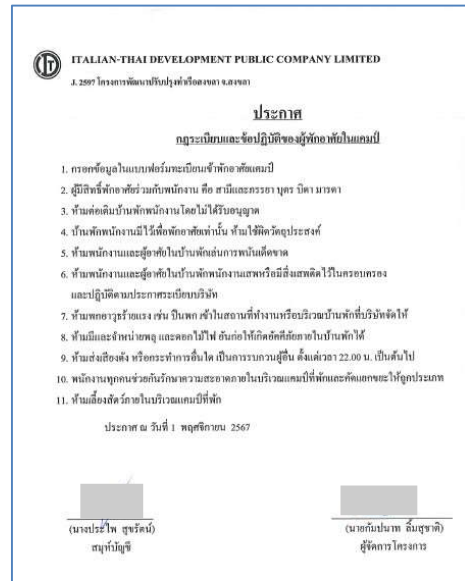 ITD
ITALIAN-THAI DEVELOPMENT PUBLIC COMPANY LIMITED
J. 2597 โครงการพัฒนาปรับปรุงท่าเรือสงขลา จ.สงขลา
ประกาศ
กฎระเบียบและข้อปฏิบัติของผู้พักอาศัยในแคมป์
1. กรอกข้อมูลในแบบฟอร์มทะเบียนเข้าพักอาศัยแคมป์
2. ผู้มีสิทธิ์พักอาศัยร่วมกับพนักงาน คือ สามีและภรรยา บุตร บิดา มารดา
3. ห้ามต่อเติมบ้านพักพนักงานโดยไม่ได้รับอนุญาต
4. บ้านพักพนักงานมีไว้เพื่อพักอาศัยเท่านั้น ห้ามใช้ผิดวัตถุประสงค์
5. ห้ามพนักงานและผู้อาศัยในบ้านพักเล่นการพนันเด็ดขาด
6. ห้ามพนักงานและผู้อาศัยในบ้านพักพนักงานเสพหรือมีสิ่งเสพติดไว้ในครอบครอง
และปฏิบัติตามประกาศระเบียบบริษัท
7. ห้ามพกอาวุธร้ายแรง เช่น ปืนพก เข้าในสถานที่ทำงานหรือบริเวณบ้านพักที่บริษัทจัดให้
8. ห้ามมีและจำหน่ายพลุ และดอกไม้ไฟ อันก่อให้เกิดอัคคีภัยภายในบ้านพักได้
9. ห้ามส่งเสียงดัง หรือกระทำการอื่นใด เป็นการรบกวนผู้อื่น ตั้งแต่เวลา 22.00 น. เป็นต้นไป
10. พนักงานทุกคนช่วยกันรักษาความสะอาดภายในบริเวณแคมป์ที่พักและคัดแยกขยะให้ถูกประเภท
11. ห้ามเลี้ยงสัตว์ภายในบริเวณแคมป์ที่พัก
ประกาศ ณ วันที่ 1 พฤศจิกายน 2567
(นางประไพ สุขรัตน์)
สมุห์บัญชี
(นายกัมปนาท ลิ้มสุชาติ)
ผู้จัดการโครงการ